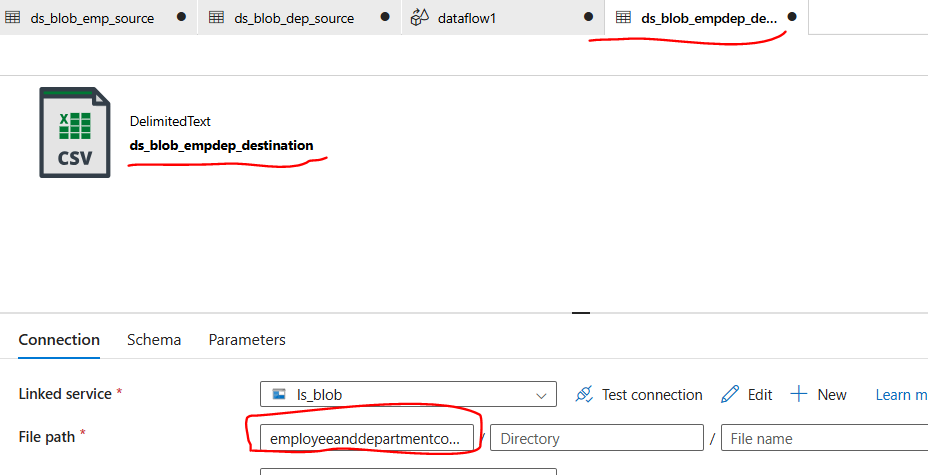 ds_blob_emp_source ds_blob_dep_source dataflow1 ds_blob_empdep_de...
DelimitedText
CSV
ds_blob_empdep_destination
Connection Schema Parameters
Linked service * ls_blob Test connection Edit New Learn m
File path * employeeanddepartmentco... / Directory / File name